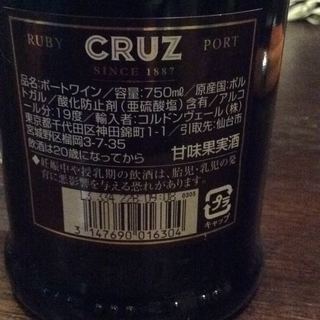 RUBY CRUZ PORT
SINCE 1887
品名:ポートワイン/容量:750ml/原産国:ポル
トガル/酸化防止剤(亜硫酸塩)含有/アルコ
ール分:19度/輸入者:コルドンヴェール(株)
東京都千代田区神田錦町1-1/引取先:仙台市
宮城野区榴岡3-7-35
飲酒は20歳になってから 甘味果実酒
◆妊娠中や授乳期の飲酒は、胎児・乳児の発
育に悪影響を与える恐れがあります。
0305
3 147690 016304
プラ
キャップ